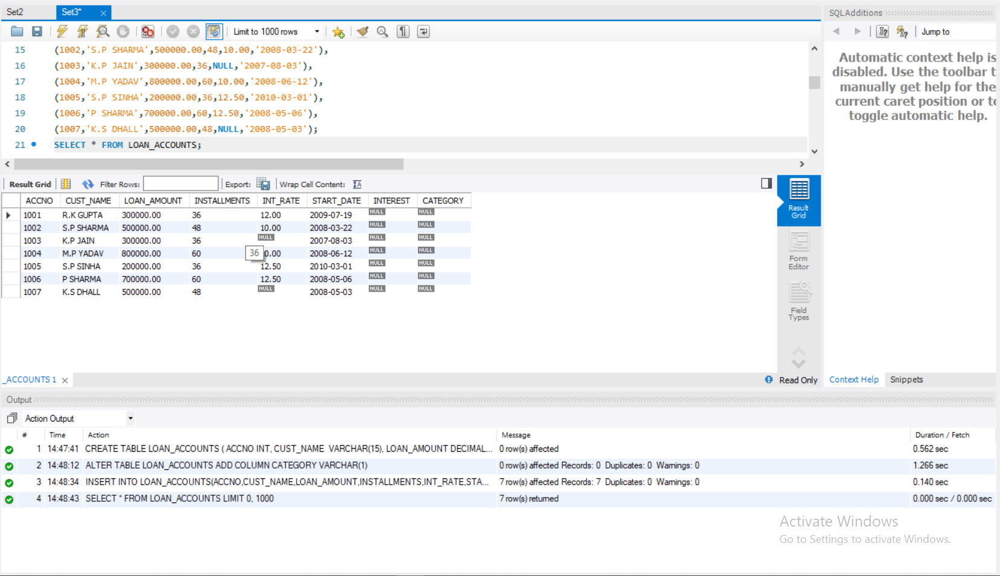 Set2
Set3*
SQLAdditions
Limit to 1000 rows
Jump to
15 (1002,'S.P SHARMA',500000.00,48,10.00,'2008-03-22'),
16 (1003,'K.P JAIN',300000.00,36,NULL,'2007-08-03'),
17 (1004,'M.P YADAV',800000.00,60,10.00,'2008-06-12'),
18 (1005,'S.P SINHA',200000.00,36,12.50,'2010-03-01'),
19 (1006,'P SHARMA',700000.00,60,12.50,'2008-05-06'),
20 (1007,'K.S DHALL',500000.00,48,NULL,'2008-05-03');
21 SELECT * FROM LOAN_ACCOUNTS;
Automatic context help is
disabled. Use the toolbar t
manually get help for the
current caret position or to
toggle automatic help.
Result Grid Filter Rows: Export: Wrap Cell Content:
ACCNO CUST_NAME LOAN_AMOUNT INSTALLMENTS INT_RATE START_DATE INTEREST CATEGORY
1001 R.K GUPTA 300000.00 36 12.00 2009-07-19 NULL NULL
1002 S.P SHARMA 500000.00 48 10.00 2008-03-22 NULL NULL
1003 K.P JAIN 300000.00 36 NULL 2007-08-03 NULL NULL
1004 M.P YADAV 800000.00 60 36 0.00 2008-06-12 NULL NULL
1005 S.P SINHA 200000.00 36 12.50 2010-03-01 NULL NULL
1006 P SHARMA 700000.00 60 12.50 2008-05-06 NULL NULL
1007 K.S DHALL 500000.00 48 NULL 2008-05-03 NULL NULL
Result
Grid
Form
Editor
Field
Types
_ACCOUNTS 1
Read Only
Context Help
Snippets
Output
Action Output
# Time Action Message Duration / Fetch
1 14:47:41 CREATE TABLE LOAN_ACCOUNTS ( ACCNO INT, CUST_NAME VARCHAR(15), LOAN_AMOUNT DECIMAL... 0 row(s) affected 0.562 sec
2 14:48:12 ALTER TABLE LOAN_ACCOUNTS ADD COLUMN CATEGORY VARCHAR(1) 0 row(s) affected Records: 0 Duplicates: 0 Warnings: 0 1.266 sec
3 14:48:34 INSERT INTO LOAN_ACCOUNTS(ACCNO,CUST_NAME,LOAN_AMOUNT,INSTALLMENTS,INT_RATE,STA... 7 row(s) affected Records: 7 Duplicates: 0 Warnings: 0 0.140 sec
4 14:48:43 SELECT * FROM LOAN_ACCOUNTS LIMIT 0, 1000 7 row(s) returned 0.000 sec / 0.000 sec
Activate Windows
Go to Settings to activate Windows.